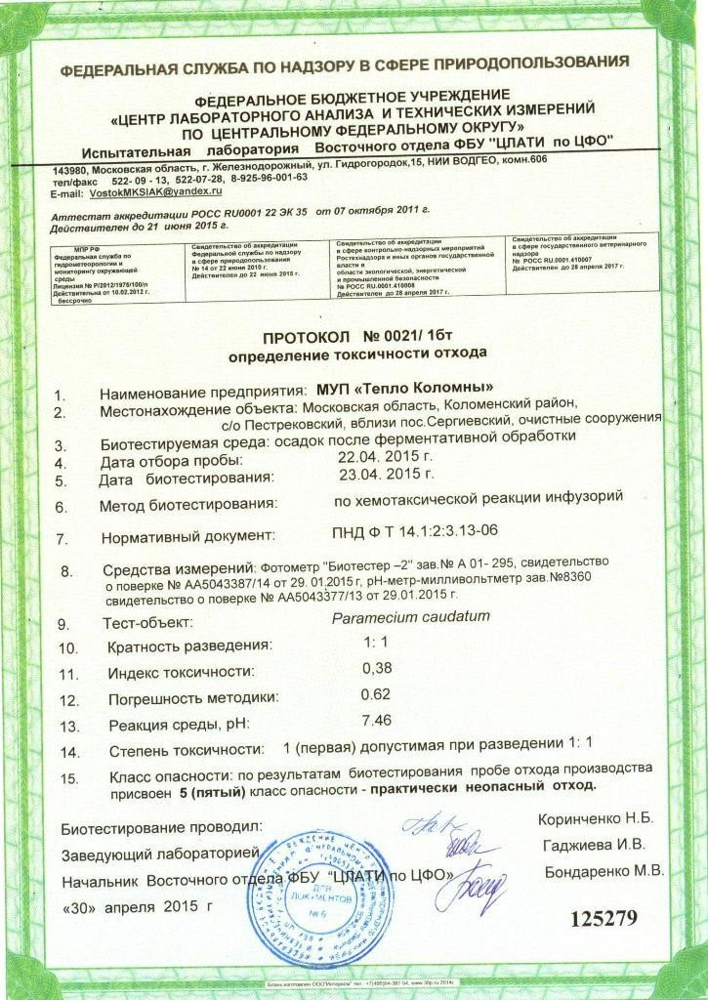 ФЕДЕРАЛЬНАЯ СЛУЖБА ПО НАДЗОРУ В СФЕРЕ ПРИРОДОПОЛЬЗОВАНИЯ
ФЕДЕРАЛЬНОЕ БЮДЖЕТНОЕ УЧРЕЖДЕНИЕ
«ЦЕНТР ЛАБОРАТОРНОГО АНАЛИЗА И ТЕХНИЧЕСКИХ ИЗМЕРЕНИЙ
ПО ЦЕНТРАЛЬНОМУ ФЕДЕРАЛЬНОМУ ОКРУГУ»
Испытательная лаборатория Восточного отдела ФБУ "ЦЛАТИ по ЦФО"
143980, Московская область, г. Железнодорожный, ул. Гидрогородок,15, НИИ ВОДГЕО, комн.606
тел/факс 522- 09 - 13, 522-07-28, 8-925-96-001-63
E-mail: VostokMKSIAK@yandex.ru
Аттестат аккредитации РОСС RU0001 22 ЭК 35 от 07 октября 2011 г.
Действителен до 21 июня 2015 г.
МПР РФ
Федеральная служба по
гидрометеорологии и
мониторингу окружающей
среды
Лицензия № Р/2012/1975/100/л
Действительна от 10.02.2012 г.
бессрочно
Свидетельство об аккредитации
Федеральной службы по надзору
в сфере природопользования
№ 14 от 22 июня 2010 г.
Действителен до 22 июня 2015 г.
Свидетельство об аккредитации
в сфере контрольно-надзорных мероприятий
Ростехнадзора и иных органов государственной
власти в
области экологической, энергетической
и промышленной безопасности
№ РОСС RU.0001.410008
Действителен до 28 апреля 2017 г.
Свидетельство об аккредитации
в сфере государственного ветеринарного
надзора
№ РОСС RU.0001.410007
Действителен до 28 апреля 2017 г.
ПРОТОКОЛ № 0021/ 1бт
определение токсичности отхода
1. Наименование предприятия: МУП «Тепло Коломны»
2. Местонахождение объекта: Московская область, Коломенский район,
с/о Пестрековский, вблизи пос.Сергиевский, очистные сооружения
3. Биотестируемая среда: осадок после ферментативной обработки
4. Дата отбора пробы: 22.04. 2015 г.
5. Дата биотестирования: 23.04. 2015 г.
6. Метод биотестирования: по хемотаксической реакции инфузорий
7. Нормативный документ: ПНД Ф Т 14.1:2:3.13-06
8. Средства измерений: Фотометр "Биотестер –2" зав.№ А 01- 295, свидетельство
о поверке № АА5043387/14 от 29. 01.2015 г, рН-метр-милливольтметр зав.№8360
свидетельство о поверке № АА5043377/13 от 29.01.2015 г.
9. Тест-объект: Paramecium caudatum
10. Кратность разведения: 1: 1
11. Индекс токсичности: 0,38
12. Погрешность методики: 0.62
13. Реакция среды, рН: 7.46
14. Степень токсичности: 1 (первая) допустимая при разведении 1: 1
15. Класс опасности: по результатам биотестирования пробе отхода производства
присвоен 5 (пятый) класс опасности - практически неопасный отход.
Биотестирование проводил: Коринченко Н.Б.
Заведующий лабораторией Гаджиева И.В.
Начальник Восточного отдела ФБУ "ЦЛАТИ по ЦФО» Бондаренко М.В.
«30» апреля 2015 г
ДЛЯ
ДОКУМЕНТОВ
№ 6
125279
Бланк изготовлен ООО"Интерком" тел.: +7(495)64-387-54, www.30p.ru 2014г.